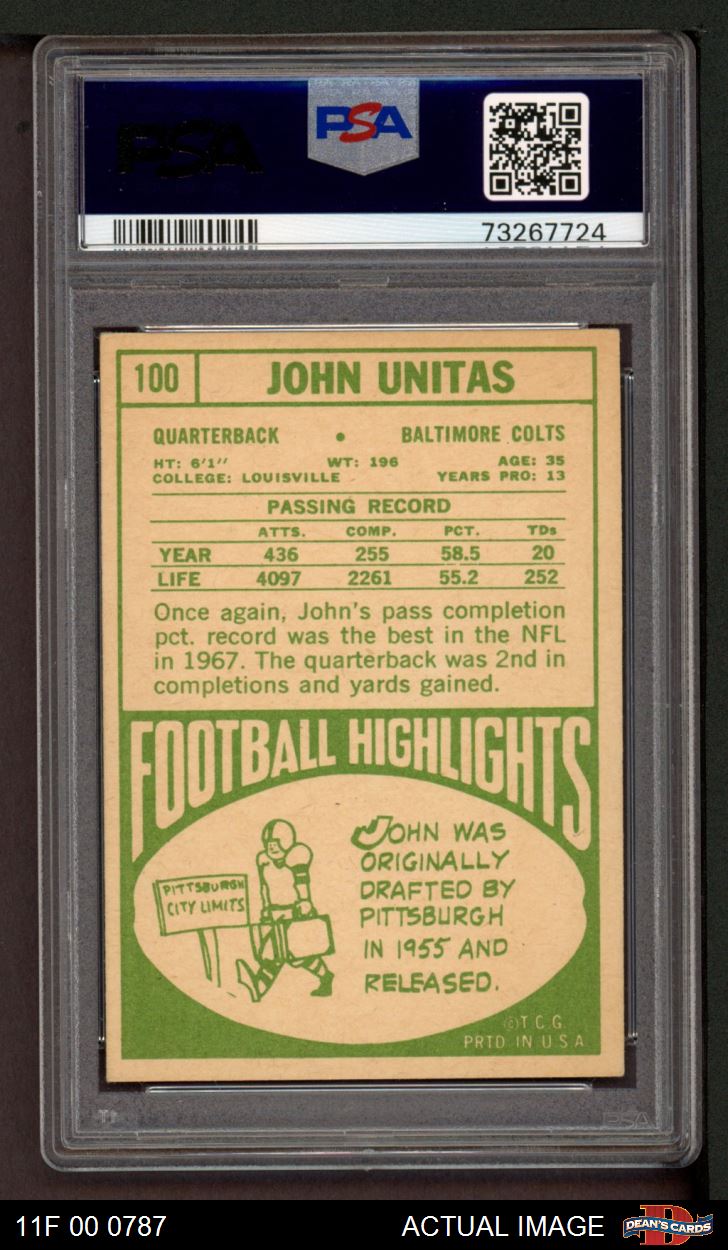 PSA
PSA
73267724
100 JOHN UNITAS
QUARTERBACK • BALTIMORE COLTS
HT: 6'1" WT: 196 AGE: 35
COLLEGE: LOUISVILLE YEARS PRO: 13
PASSING RECORD
ATTS. COMP. PCT. TDs
YEAR 436 255 58.5 20
LIFE 4097 2261 55.2 252
Once again, John's pass completion
pct. record was the best in the NFL
in 1967. The quarterback was 2nd in
completions and yards gained.
FOOTBALL HIGHLIGHTS
PITTSBURGH
CITY LIMITS
JOHN WAS
ORIGINALLY
DRAFTED BY
PITTSBURGH
IN 1955 AND
RELEASED.
©T.C.G.
PRTD. IN U.S.A.
PSA
11F 00 0787 ACTUAL IMAGE DEAN'S CARDS